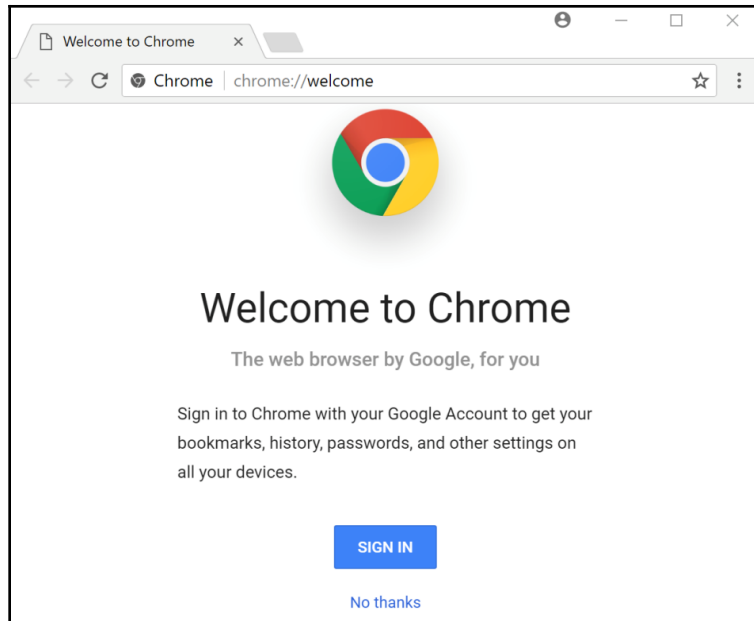 Welcome to Chrome
Chrome chrome://welcome
Welcome to Chrome
The web browser by Google, for you
Sign in to Chrome with your Google Account to get your
bookmarks, history, passwords, and other settings on
all your devices.
SIGN IN
No thanks